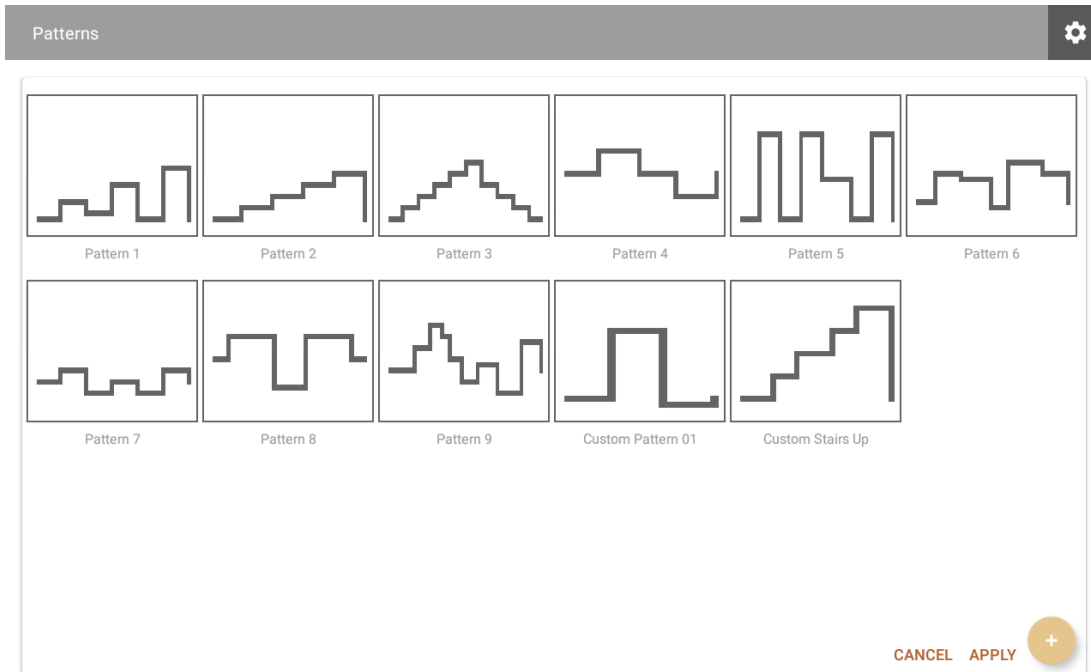 Patterns
Pattern 1
Pattern 2
Pattern 3
Pattern 4
Pattern 5
Pattern 6
Pattern 7
Pattern 8
Pattern 9
Custom Pattern 01
Custom Stairs Up
CANCEL
APPLY
+